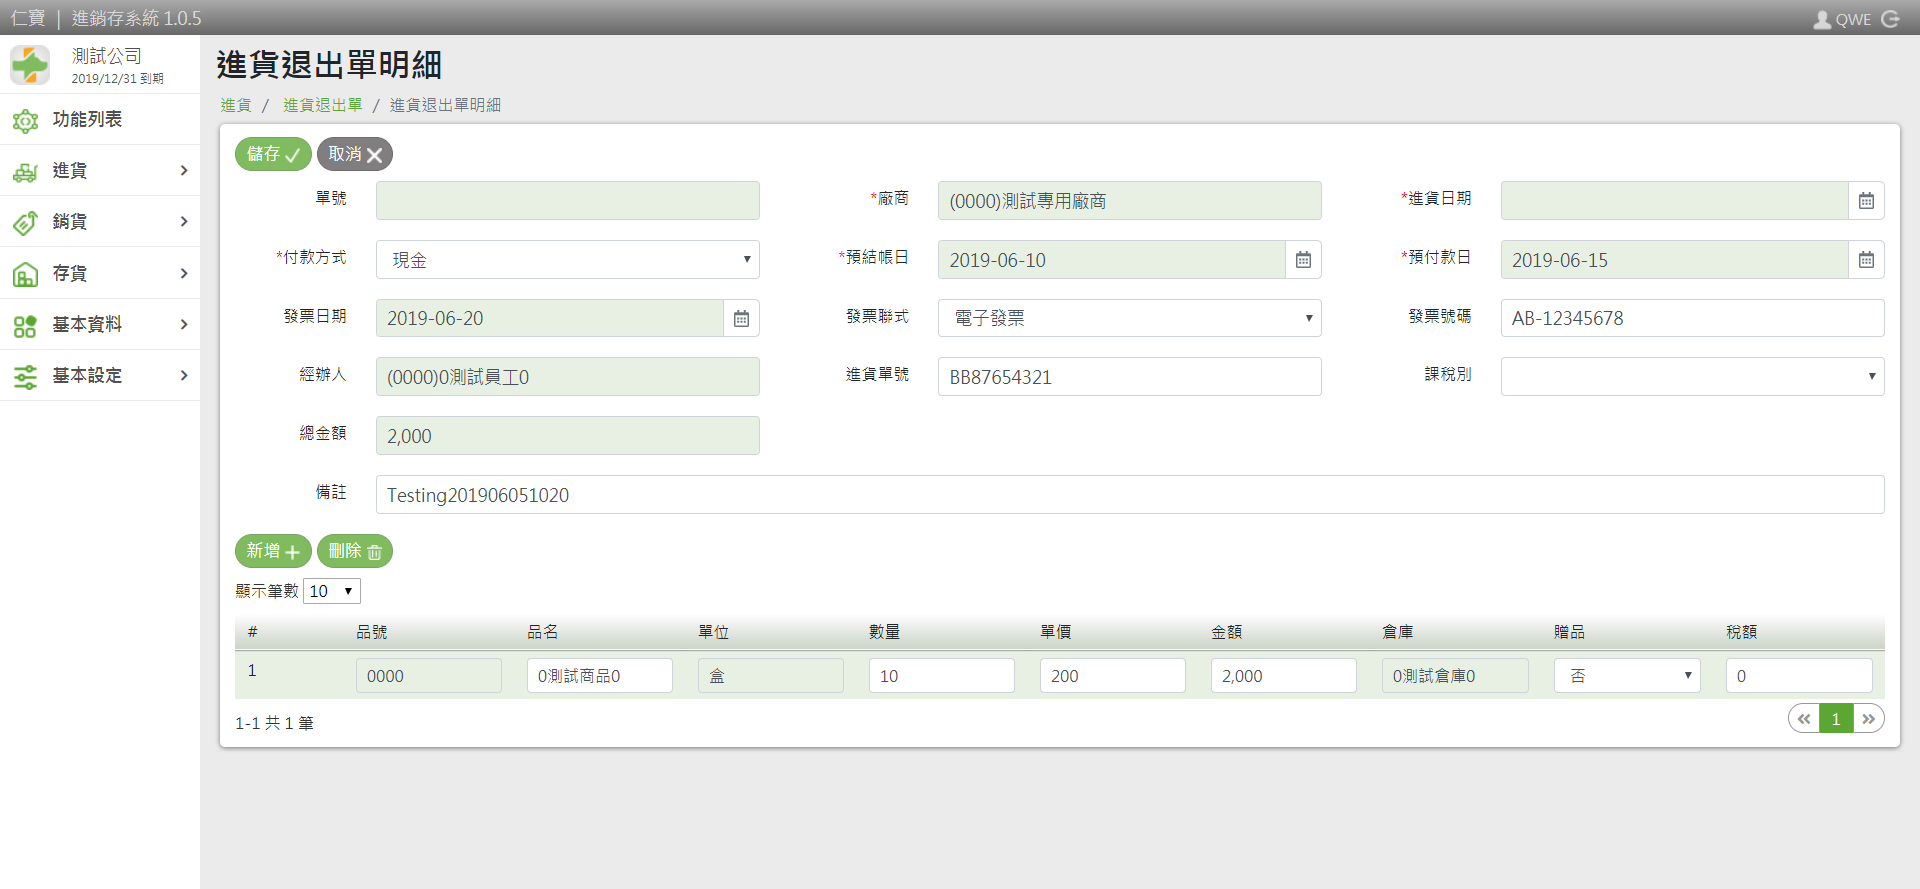 仁寶 | 進銷存系統 1.0.5
QWE
測試公司
2019/12/31 到期
功能列表
進貨
銷貨
存貨
基本資料
基本設定
進貨退出單明細
進貨 / 進貨退出單 / 進貨退出單明細
儲存 取消
單號 *廠商 (0000)測試專用廠商 *進貨日期
*付款方式 現金 *預結帳日 2019-06-10 *預付款日 2019-06-15
發票日期 2019-06-20 發票聯式 電子發票 發票號碼 AB-12345678
經辦人 (0000)0測試員工0 進貨單號 BB87654321 課稅別
總金額 2,000
備註 Testing201906051020
新增 刪除
顯示筆數 10
# 品號 品名 單位 數量 單價 金額 倉庫 贈品 稅額
1 0000 0測試商品0 盒 10 200 2,000 0測試倉庫0 否 0
1-1 共 1 筆
« 1 »